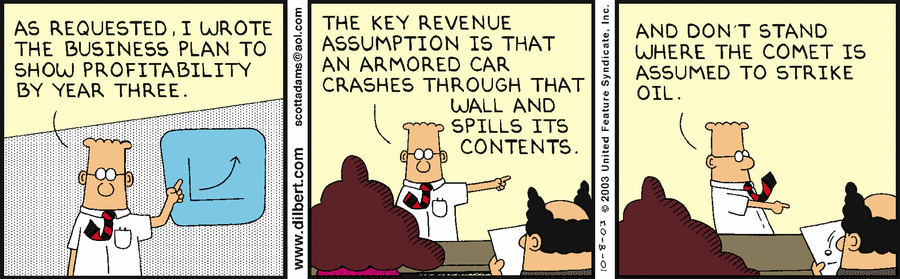 AS REQUESTED, I WROTE
THE BUSINESS PLAN TO
SHOW PROFITABILITY
BY YEAR THREE.
www.dilbert.com scottadams@aol.com
THE KEY REVENUE
ASSUMPTION IS THAT
AN ARMORED CAR
CRASHES THROUGH THAT
WALL AND
SPILLS ITS
CONTENTS.
10-8-03 © 2003 United Feature Syndicate, Inc.
AND DON'T STAND
WHERE THE COMET IS
ASSUMED TO STRIKE
OIL.